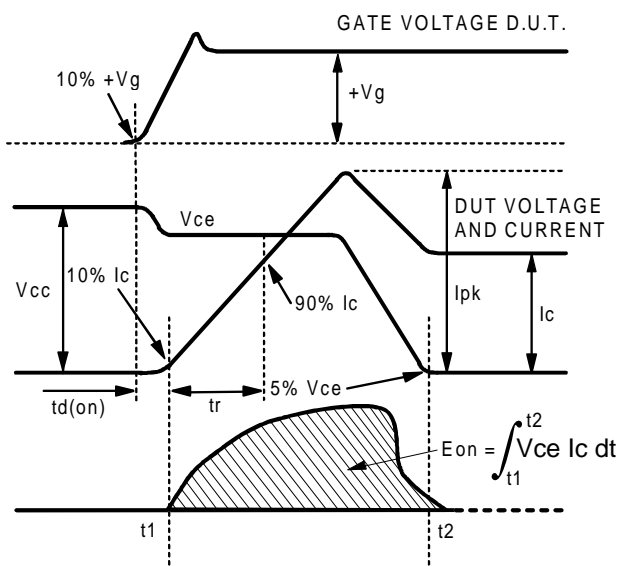 GATE VOLTAGE D.U.T.
10% +Vg
+Vg
Vce
DUT VOLTAGE
AND CURRENT
10% Ic
Vcc
90% Ic
Ipk
Ic
td(on)
tr
5% Vce
Eon = ∫ t2 t1 Vce Ic dt
t1
t2